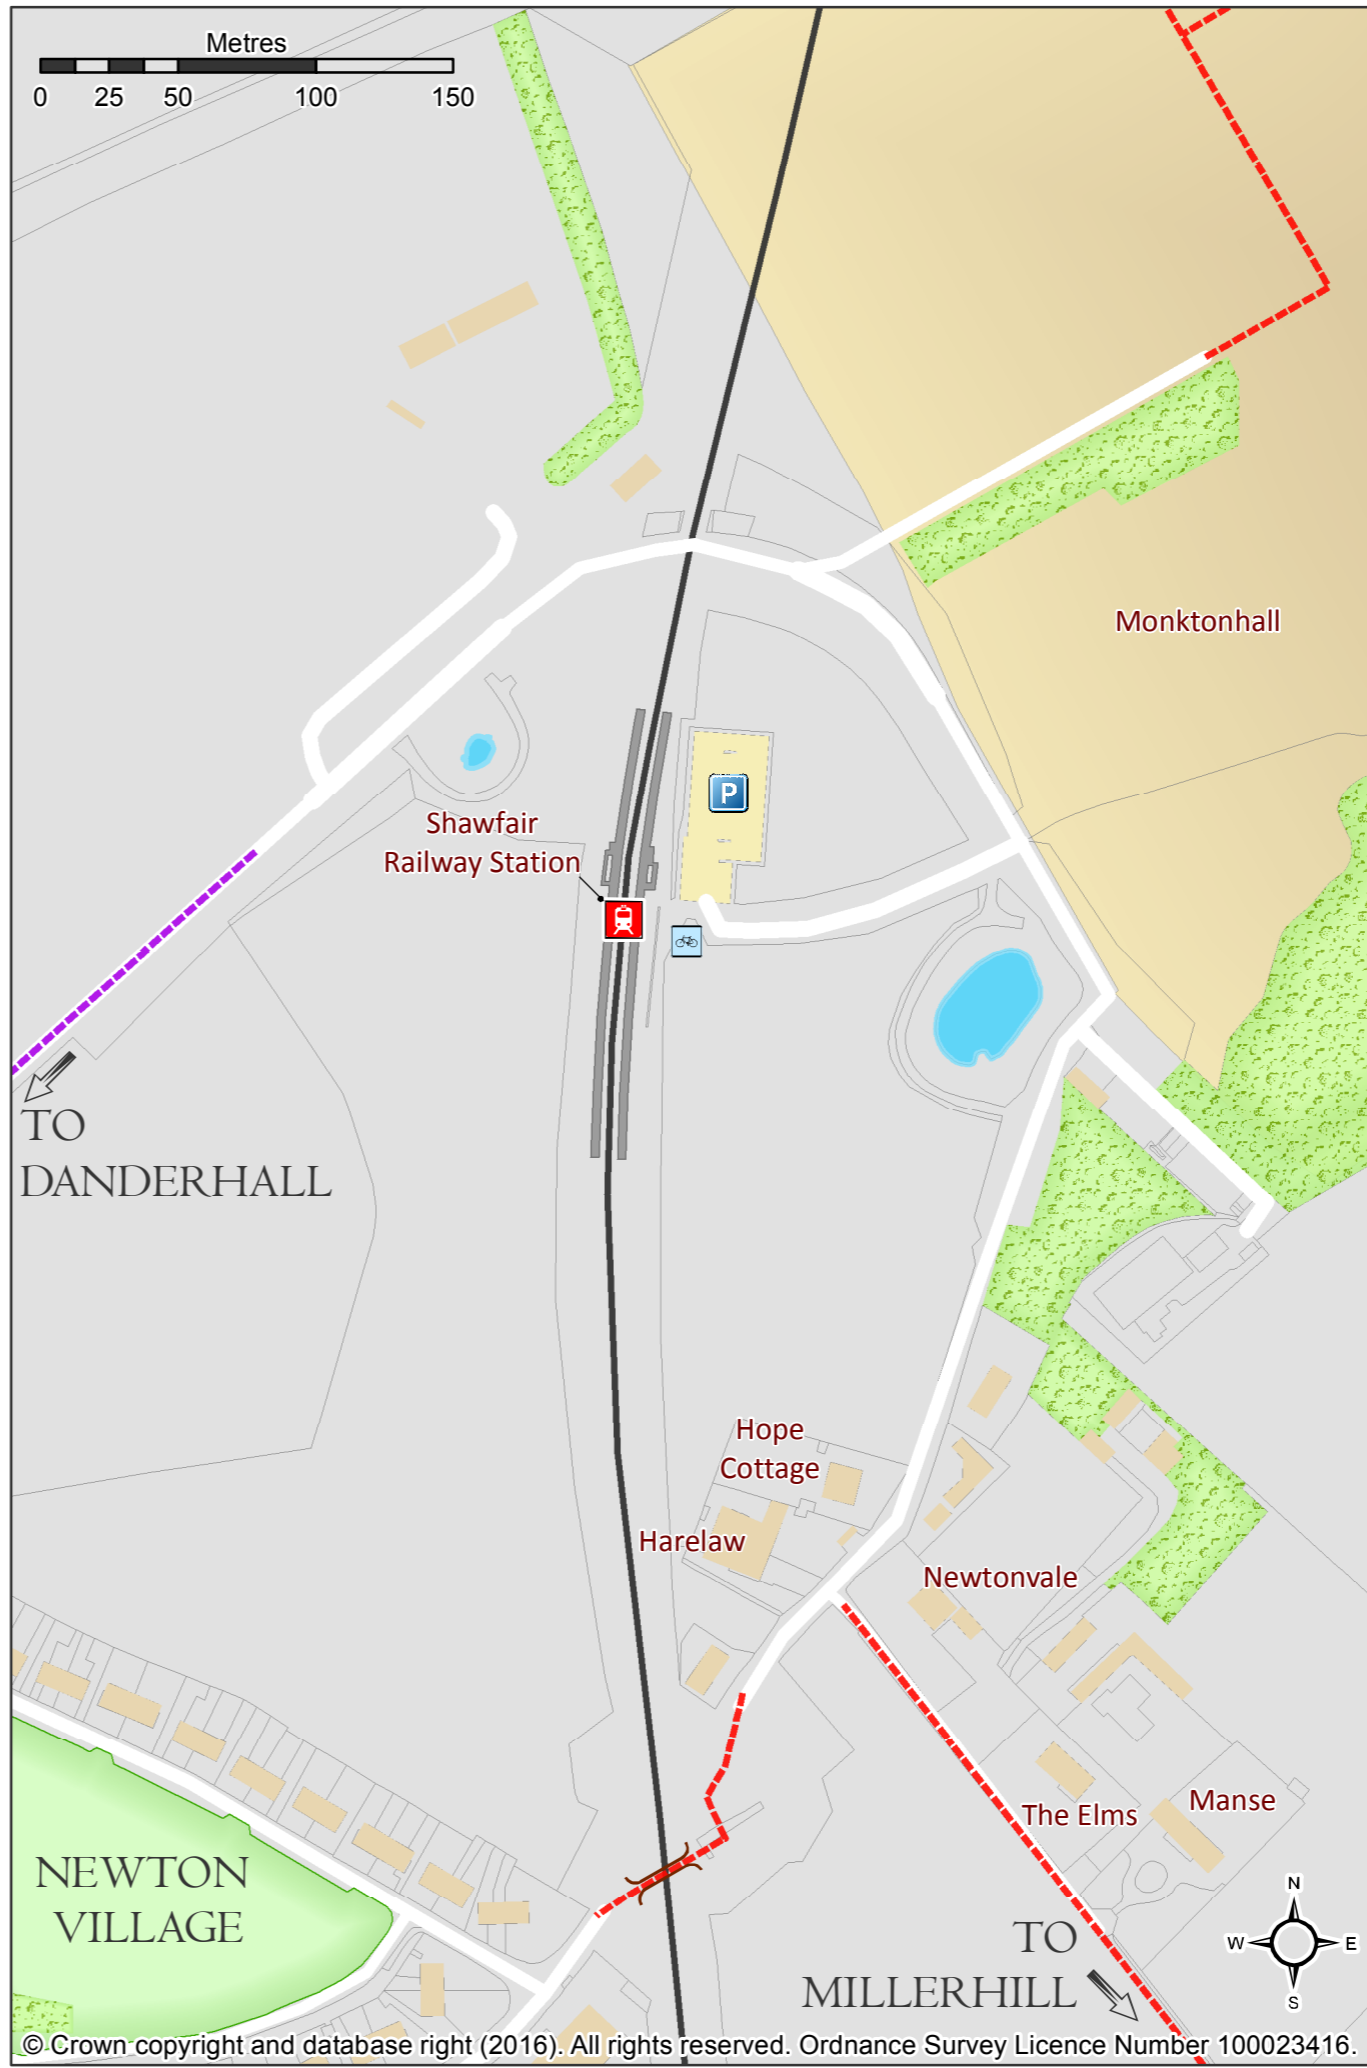 Metres
0 25 50 100 150
Monktonhall
P
Shawfair
Railway Station
TO
DANDERHALL
Hope
Cottage
Harelaw
Newtonvale
The Elms
Manse
NEWTON
VILLAGE
TO
MILLERHILL
N
W E
S
© Crown copyright and database right (2016). All rights reserved. Ordnance Survey Licence Number 100023416.